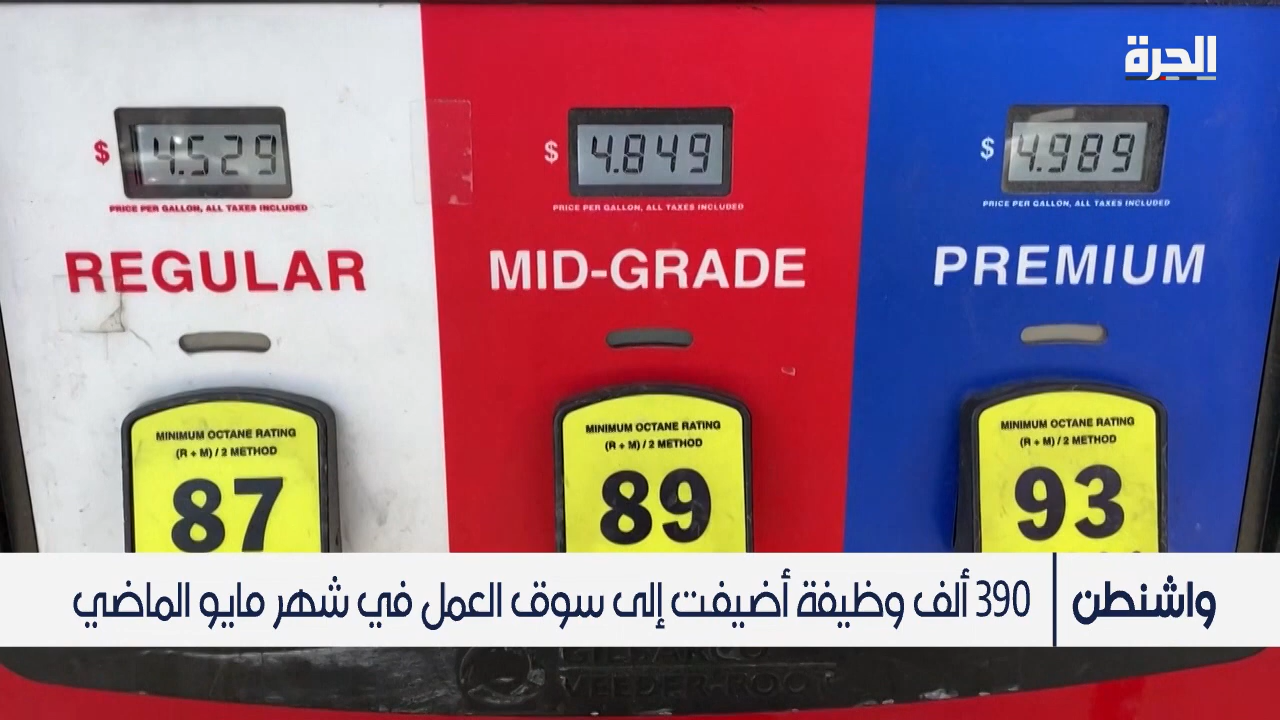 الحرة
$ 4.529
PRICE PER GALLON, ALL TAXES INCLUDED
REGULAR
MINIMUM OCTANE RATING
(R + M) / 2 METHOD
87
$ 4.849
PRICE PER GALLON, ALL TAXES INCLUDED
MID-GRADE
MINIMUM OCTANE RATING
(R + M) / 2 METHOD
89
$ 4.989
PRICE PER GALLON, ALL TAXES INCLUDED
PREMIUM
MINIMUM OCTANE RATING
(R + M) / 2 METHOD
93
واشنطن
390 ألف وظيفة أضيفت إلى سوق العمل في شهر مايو الماضي
GILBARCO
VEEDER-ROOT